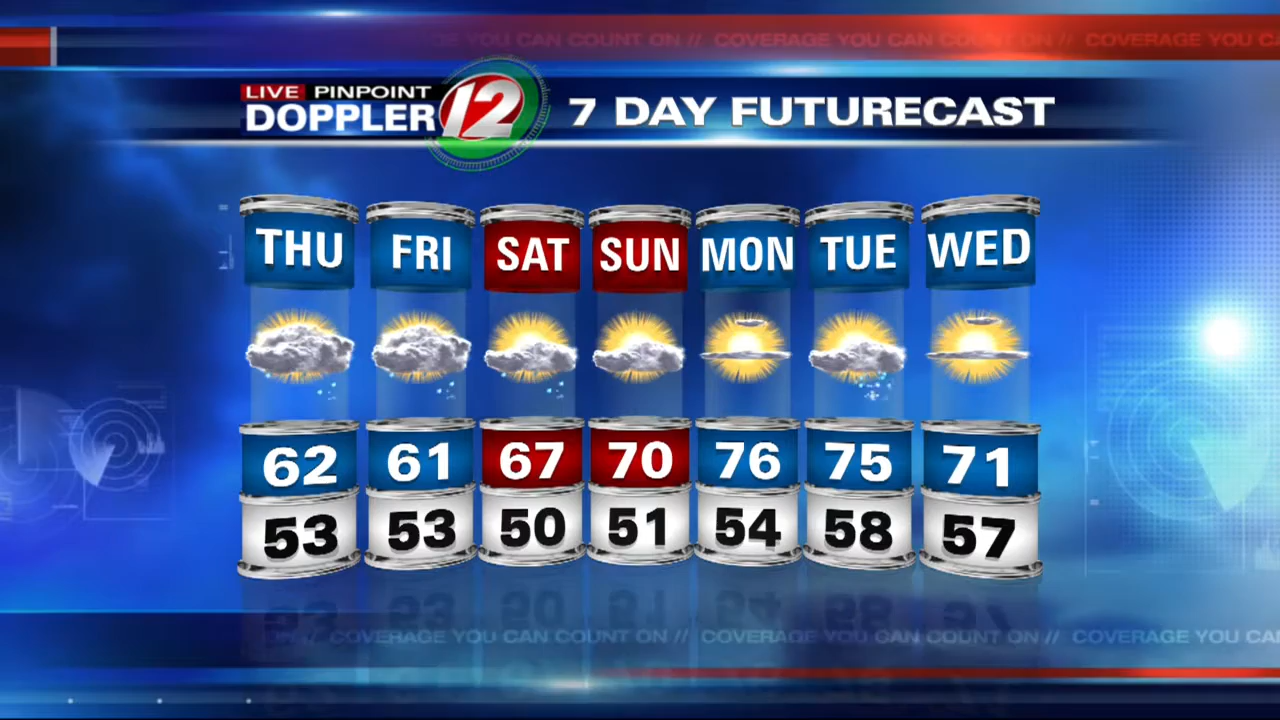 COVERAGE YOU CAN COUNT ON // COVERAGE YOU CAN COUNT ON // COVERAGE YOU C
LIVE PINPOINT
DOPPLER 12
7 DAY FUTURECAST
THU FRI SAT SUN MON TUE WED
62 61 67 70 76 75 71
53 53 50 51 54 58 57
ON // COVERAGE YOU CAN COUNT ON // COVERAGE YOU CAN COUNT ON // COVERAGE YOU CA